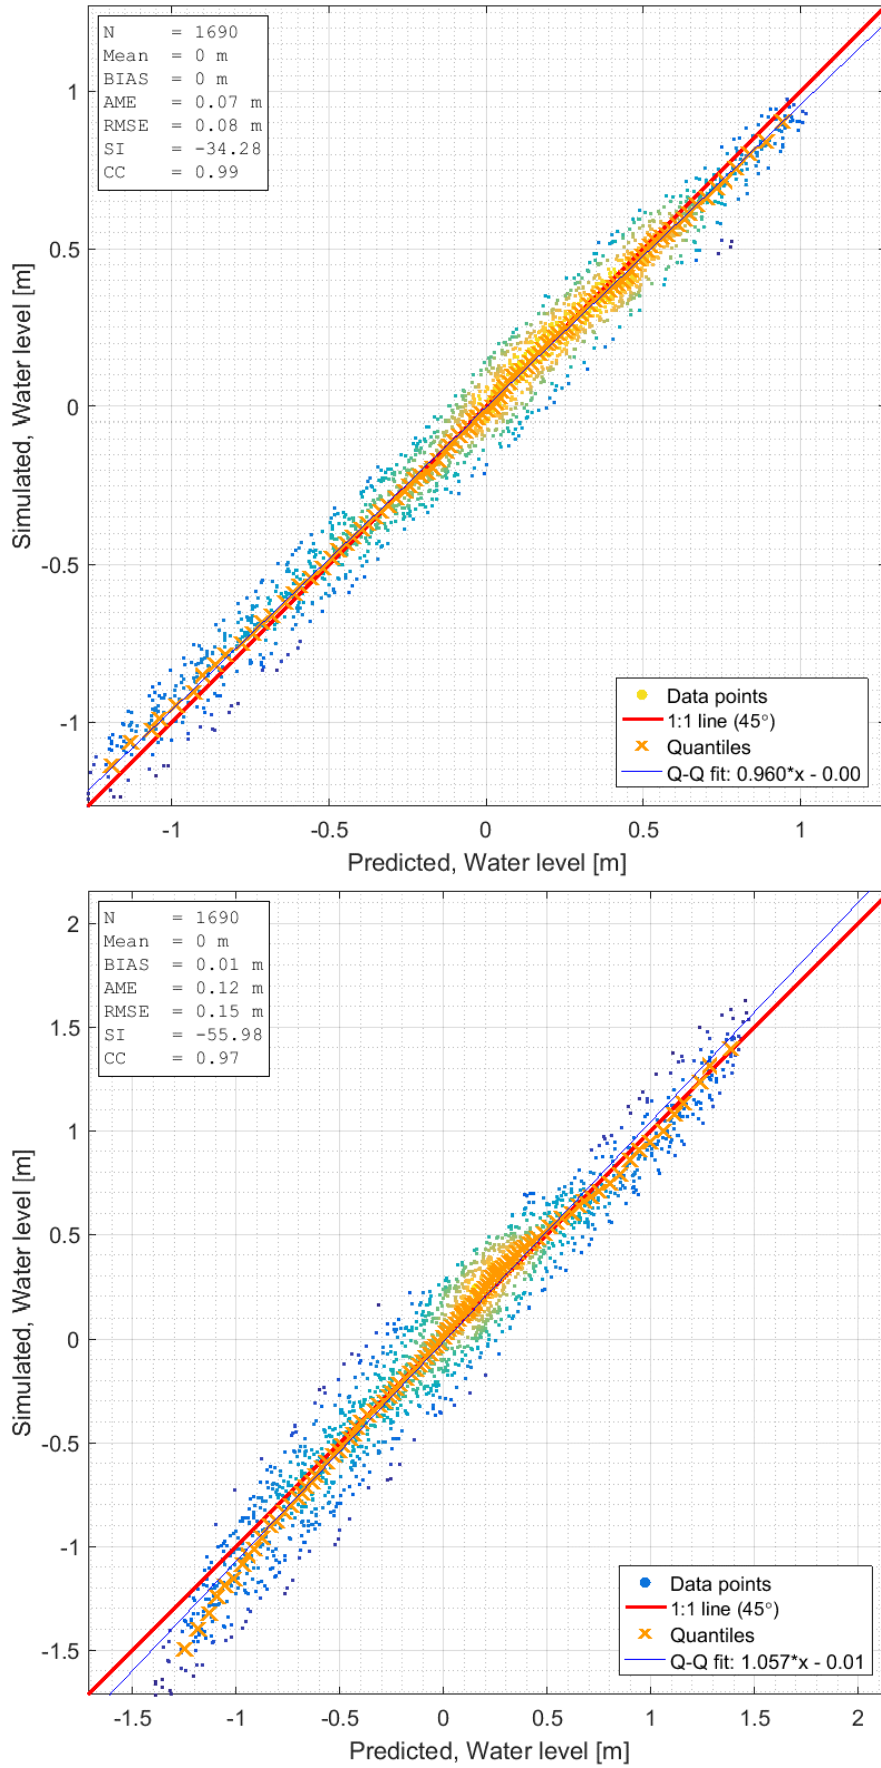 N = 1690
Mean = 0 m
BIAS = 0 m
AME = 0.07 m
RMSE = 0.08 m
SI = -34.28
CC = 0.99
1
0.5
0
-0.5
-1
Simulated, Water level [m]
Data points
1:1 line (45°)
Quantiles
Q-Q fit: 0.960*x - 0.00
-1 -0.5 0 0.5 1
Predicted, Water level [m]
N = 1690
Mean = 0 m
BIAS = 0.01 m
AME = 0.12 m
RMSE = 0.15 m
SI = -55.98
CC = 0.97
2
1.5
1
0.5
0
-0.5
-1
-1.5
Simulated, Water level [m]
Data points
1:1 line (45°)
Quantiles
Q-Q fit: 1.057*x - 0.01
-1.5 -1 -0.5 0 0.5 1 1.5 2
Predicted, Water level [m]